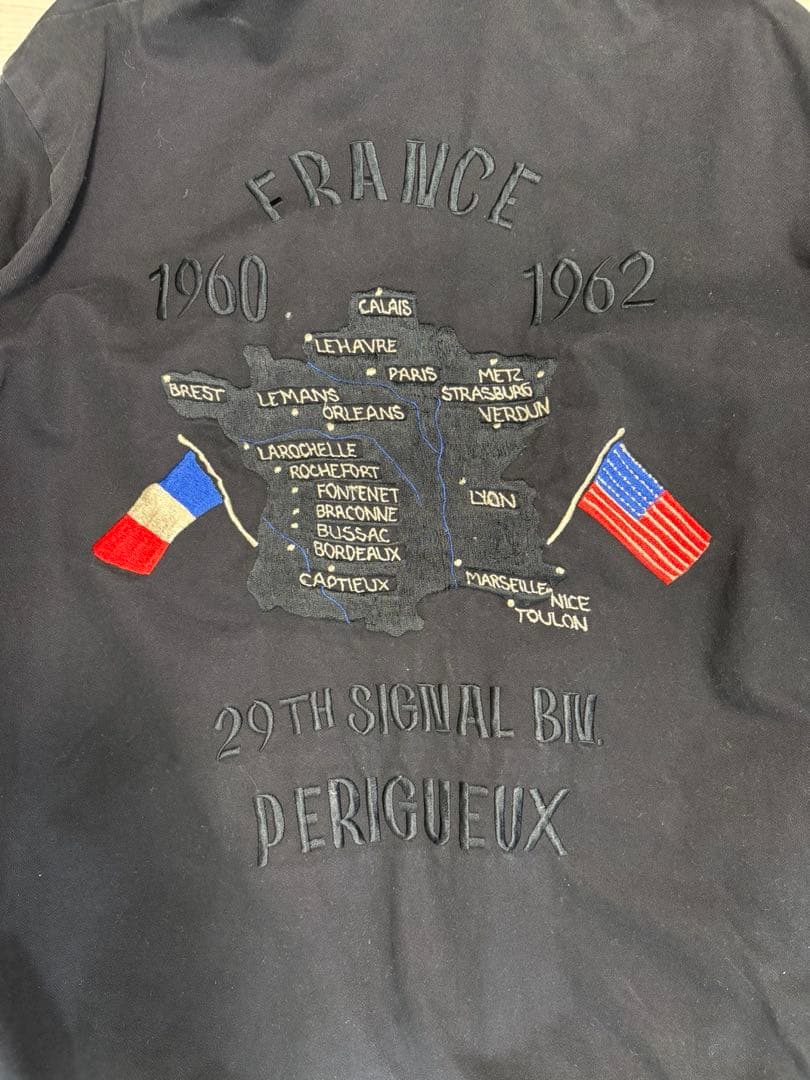 FRANCE
1960 1962
CALAIS
LEHAVRE
PARIS METZ
BREST LEMANS STRASBURG
ORLEANS VERDUN
LAROCHELLE
ROCHEFORT
FONTENET LYON
BRACONNE
BUSSAC
BORDEAUX
CAPTIEUX MARSEILLE
NICE
TOULON
29TH SIGNAL BN.
PERIGUEUX